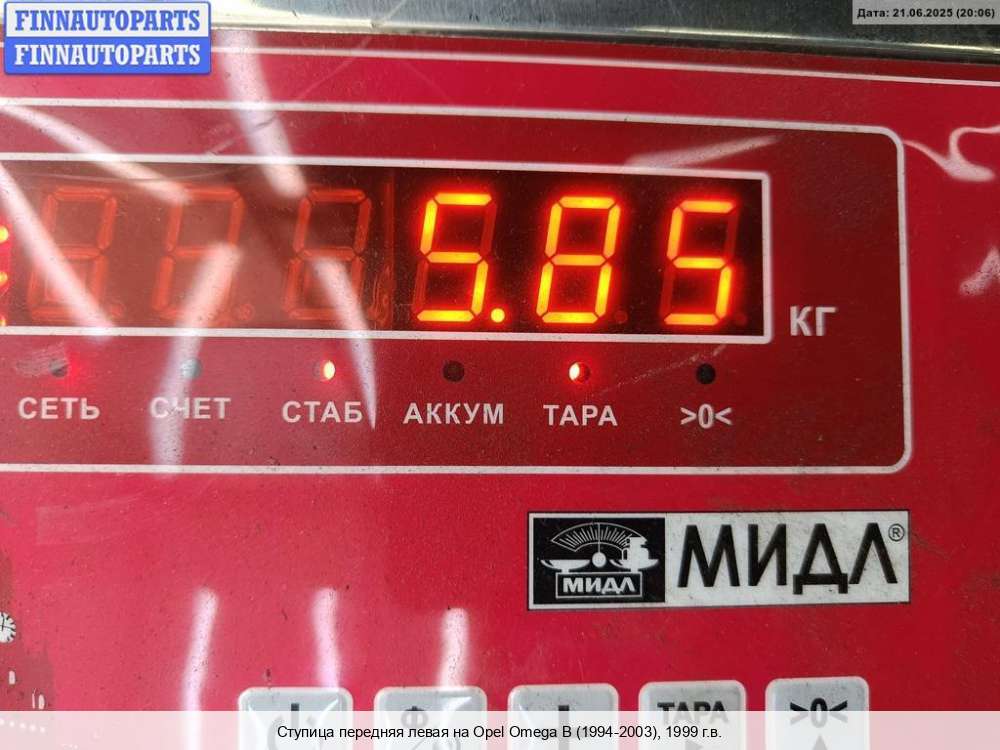 FINNAUTOPARTS
FINNAUTOPARTS
Дата: 21.06.2025 (20:06)
5.85
КГ
СЕТЬ СЧЕТ СТАБ АККУМ ТАРА >0<
МИДЛ МИДЛ®
Ф ТАРА >0<
Ступица передняя левая на Opel Omega B (1994-2003), 1999 г.в.